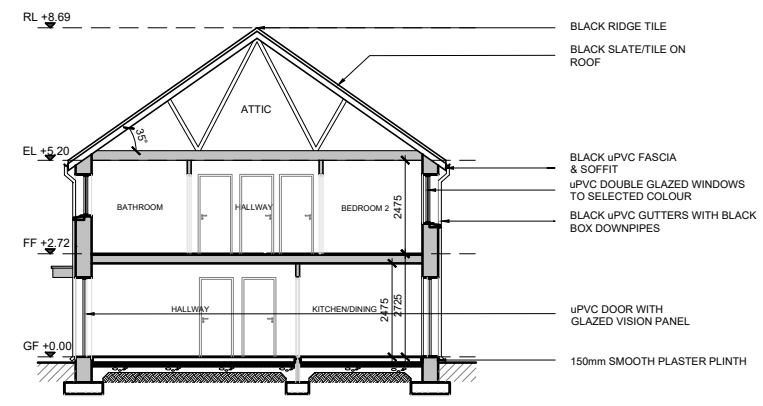 RL +8.69
BLACK RIDGE TILE
BLACK SLATE/TILE ON
ROOF
ATTIC
35°
EL +5.20
BLACK uPVC FASCIA
& SOFFIT
uPVC DOUBLE GLAZED WINDOWS
TO SELECTED COLOUR
BATHROOM
HALLWAY
BEDROOM 2
2475
BLACK uPVC GUTTERS WITH BLACK
BOX DOWNPIPES
FF +2.72
HALLWAY
KITCHEN/DINING
2475
2725
uPVC DOOR WITH
GLAZED VISION PANEL
GF +0.00
150mm SMOOTH PLASTER PLINTH